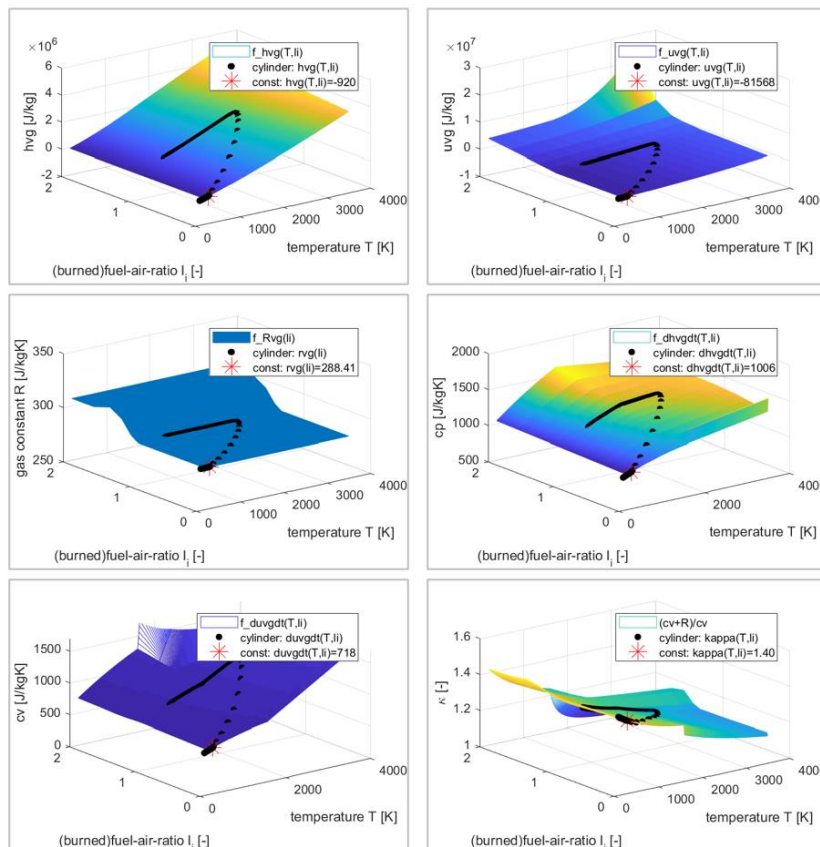 ×10^6
6
4
2
0
-2
hvg [J/kg]
f_hvg(T,li)
cylinder: hvg(T,li)
const: hvg(T,li)=-920
2
1
0
0
1000
2000
3000
4000
temperature T [K]
(burned)fuel-air-ratio l_i [-]
×10^7
3
2
1
0
-1
uvg [J/kg]
f_uvg(T,li)
cylinder: uvg(T,li)
const: uvg(T,li)=-81568
2
1
0
0
1000
2000
3000
4000
temperature T [K]
(burned)fuel-air-ratio l_i [-]
350
300
250
gas constant R [J/kgK]
f_Rvg(li)
cylinder: rvg(li)
const: rvg(li)=288.41
2
1
0
0
1000
2000
3000
4000
temperature T [K]
(burned)fuel-air-ratio l_i [-]
2000
1500
1000
500
cp [J/kgK]
f_dhvgdt(T,li)
cylinder: dhvgdt(T,li)
const: dhvgdt(T,li)=1006
2
1
0
0
2000
4000
temperature T [K]
(burned)fuel-air-ratio l_i [-]
1500
1000
500
0
cv [J/kgK]
f_duvgdt(T,li)
cylinder: duvgdt(T,li)
const: duvgdt(T,li)=718
2
1
0
0
2000
4000
temperature T [K]
(burned)fuel-air-ratio l_i [-]
1.6
1.4
1.2
1
κ [-]
(cv+R)/cv
cylinder: kappa(T,li)
const: kappa(T,li)=1.40
2
1
0
0
1000
2000
3000
4000
temperature T [K]
(burned)fuel-air-ratio l_i [-]